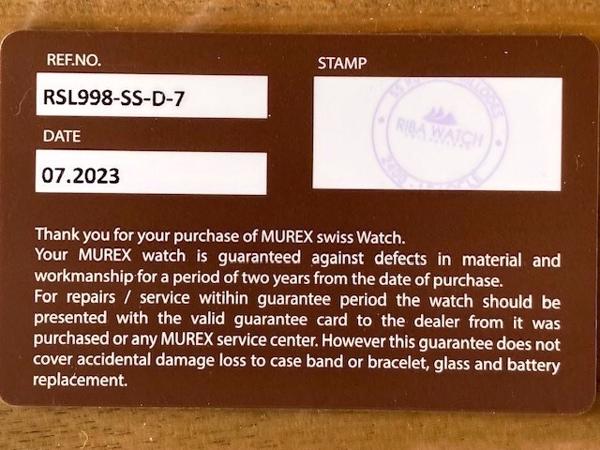 REF.NO.
RSL998-SS-D-7
DATE
07.2023
STAMP
RIBA WATCH
2400
Thank you for your purchase of MUREX swiss Watch.
Your MUREX watch is guaranteed against defects in material and
workmanship for a period of two years from the date of purchase.
For repairs / service witihin guarantee period the watch should be
presented with the valid guarantee card to the dealer from it was
purchased or any MUREX service center. However this guarantee does not
cover accidental damage loss to case band or bracelet, glass and battery
replacement.